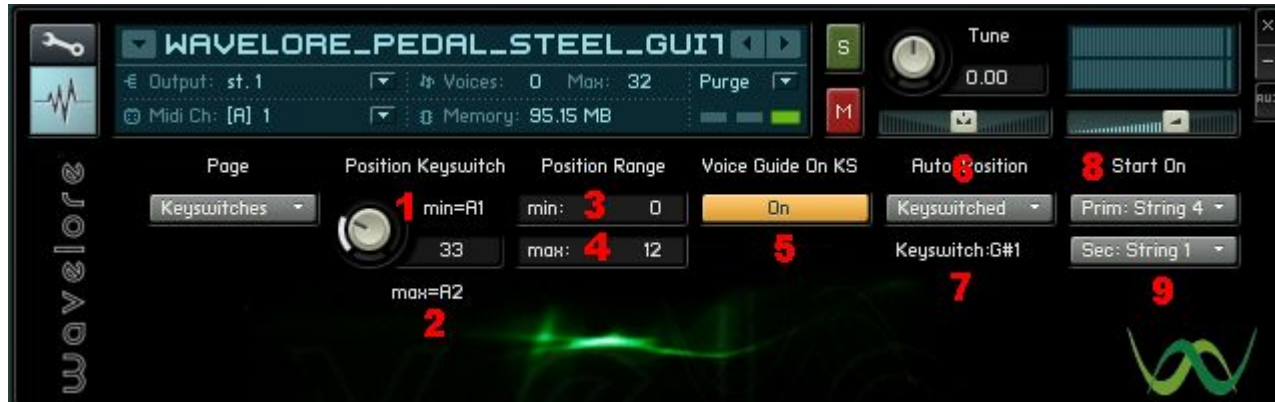 WAVELORE_PEDAL_STEEL_GUIT
S
Tune
Output: st. 1 Voices: 0 Max: 32 Purge
0.00
Midi Ch: [A] 1 Memory: 95.15 MB
M
AUX
wavelore
Page Position Keyswitch Position Range Voice Guide On KS Auto Position 6 8 Start On
Keyswitches 1 min=A1 min: 3 0 On Keyswitched Prim: String 4
33 max: 4 12 5 Keyswitch:G#1 Sec: String 1
max=A2 7 9
2